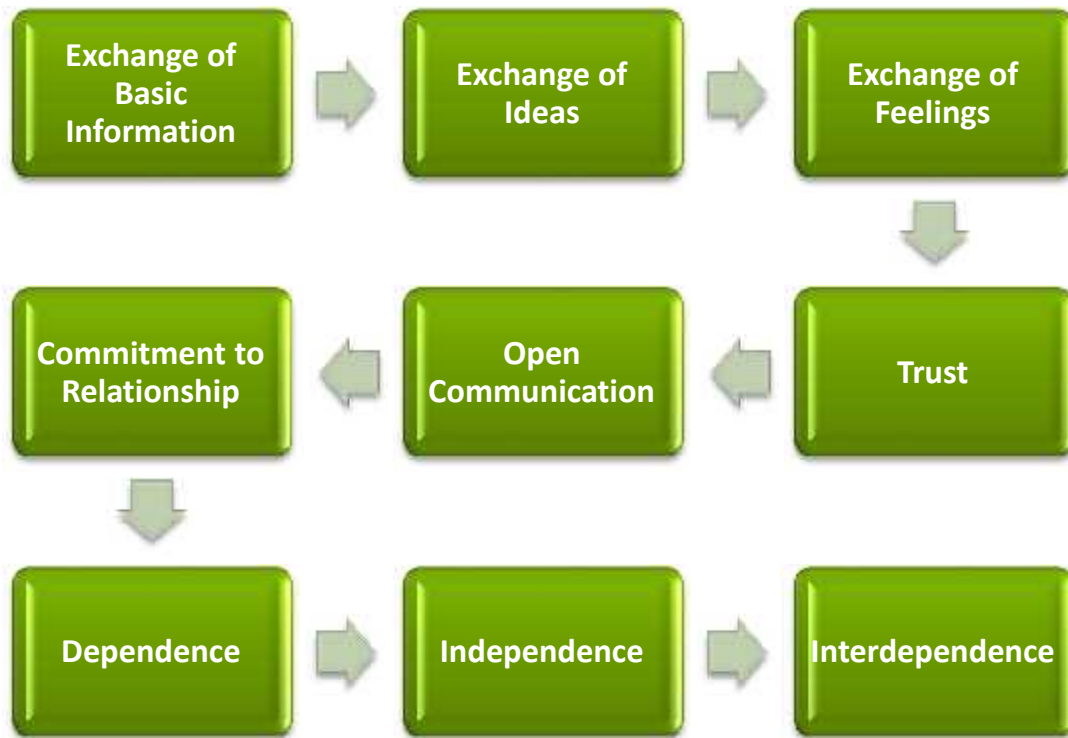 Exchange of
Basic
Information
Exchange of
Ideas
Exchange of
Feelings
Trust
Open
Communication
Commitment to
Relationship
Dependence
Independence
Interdependence